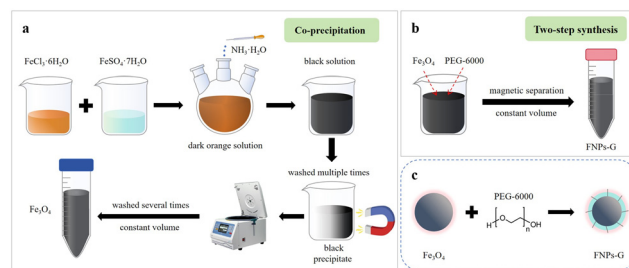 a
Co-precipitation
NH₃·H₂O
FeCl₃·6H₂O
FeSO₄·7H₂O
black solution
dark orange solution
washed multiple times
Fe₃O₄
washed several times
constant volume
black
precipitate
b
Two-step synthesis
Fe₃O₄
PEG-6000
magnetic separation
constant volume
FNPs-G
c
PEG-6000
H
O
n
OH
Fe₃O₄
FNPs-G